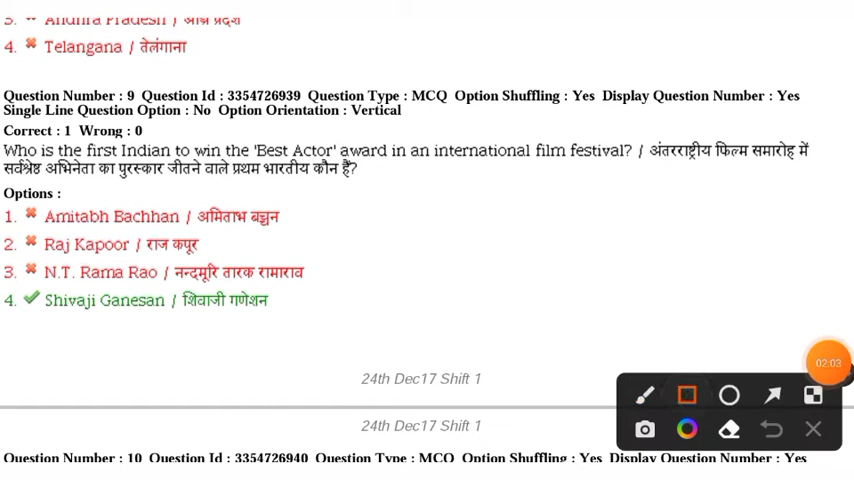 3. Andhra Pradesh / आंध्र प्रदेश
4. Telangana / तेलंगाना
Question Number : 9 Question Id : 3354726939 Question Type : MCQ Option Shuffling : Yes Display Question Number : Yes
Single Line Question Option : No Option Orientation : Vertical
Correct : 1 Wrong : 0
Who is the first Indian to win the 'Best Actor' award in an international film festival? / अंतरराष्ट्रीय फिल्म समारोह में
सर्वश्रेष्ठ अभिनेता का पुरस्कार जीतने वाले प्रथम भारतीय कौन हैं?
Options :
1. Amitabh Bachhan / अमिताभ बच्चन
2. Raj Kapoor / राज कपूर
3. N.T. Rama Rao / नन्दमूरि तारक रामाराव
4. Shivaji Ganesan / शिवाजी गणेशन
02:03
24th Dec17 Shift 1
24th Dec17 Shift 1
Question Number : 10 Question Id : 3354726940 Question Type : MCQ Option Shuffling : Yes Display Question Number : Yes